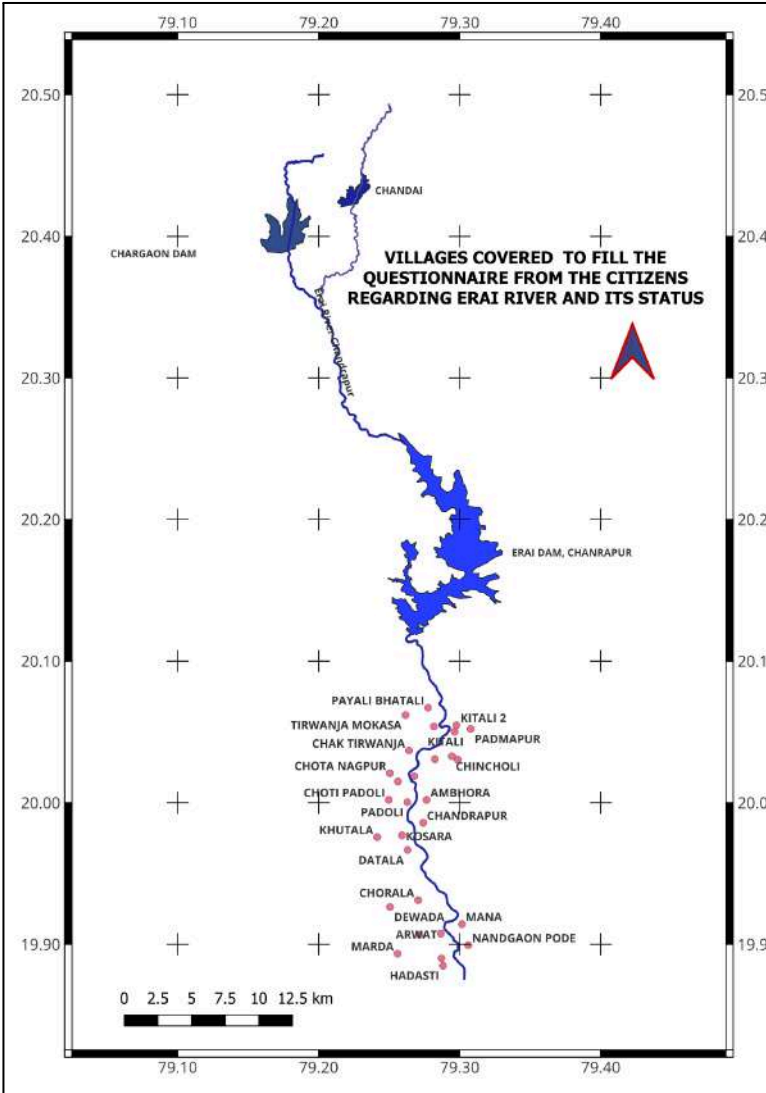 79.10 79.20 79.30 79.40
20.50 20.5
CHANDAI
20.40 20.4
CHARGAON DAM
VILLAGES COVERED TO FILL THE
QUESTIONNAIRE FROM THE CITIZENS
REGARDING ERAI RIVER AND ITS STATUS
Erai River Chandrapur
20.30 20.3
20.20 20.2
ERAI DAM, CHANRAPUR
20.10 20.1
PAYALI BHATALI
KITALI 2
TIRWANJA MOKASA
PADMAPUR
CHAK TIRWANJA KITALI
CHOTA NAGPUR CHINCHOLI
CHOTI PADOLI AMBHORA
20.00 20.0
PADOLI CHANDRAPUR
KHUTALA KOSARA
DATALA
CHORALA
DEWADA MANA
ARWAT NANDGAON PODE
19.90 19.9
MARDA
HADASTI
0 2.5 5 7.5 10 12.5 km
79.10 79.20 79.30 79.40